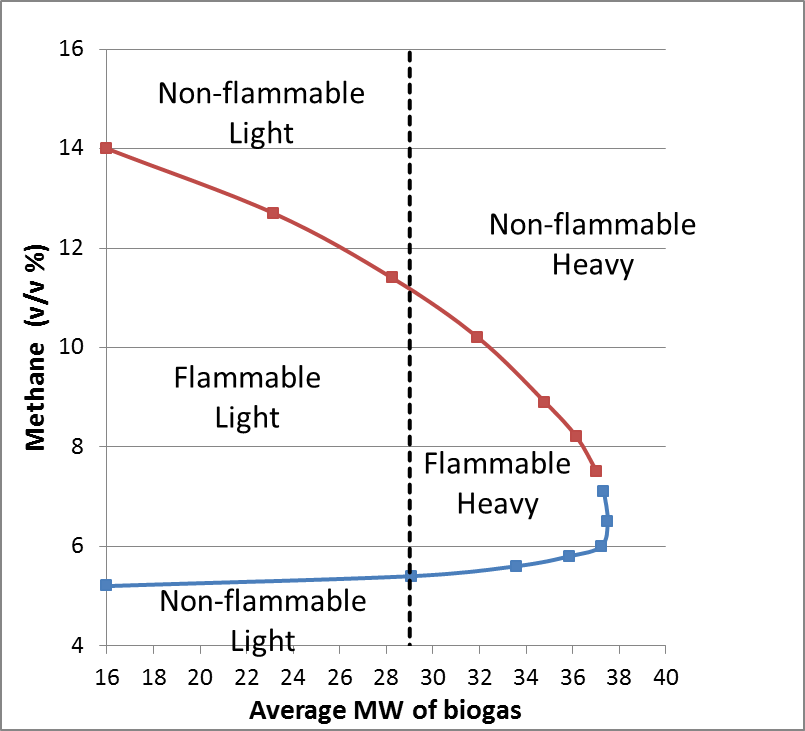 16
Non-flammable
Light
14
Non-flammable
Heavy
12
10
Methane (v/v %)
Flammable
Light
8
Flammable
Heavy
6
Non-flammable
Light
4
16 18 20 22 24 26 28 30 32 34 36 38 40
Average MW of biogas